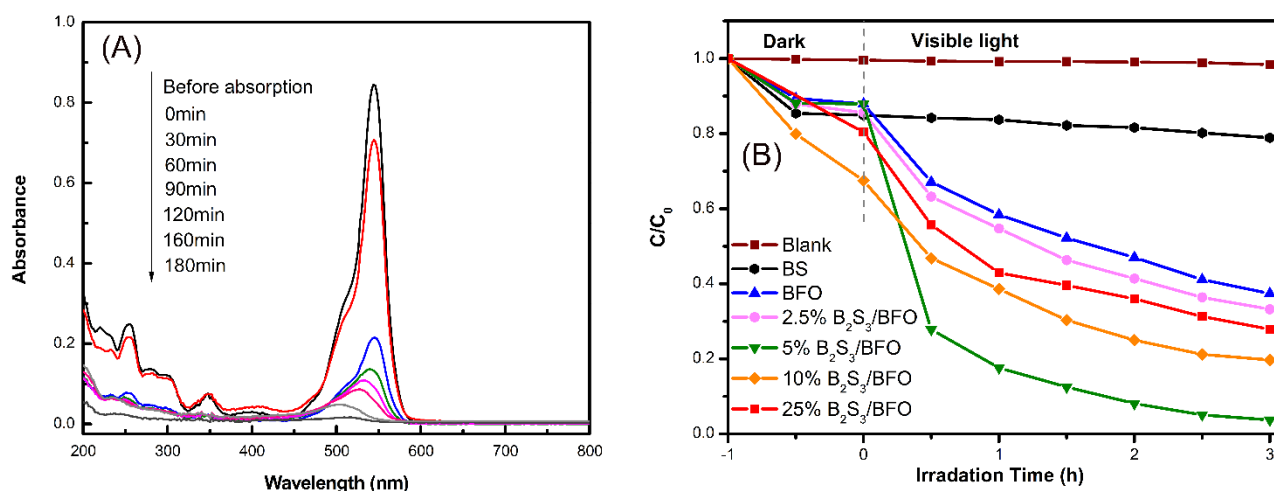 (A)
Before absorption
0min
30min
60min
90min
120min
160min
180min
Absorbance
1.0
0.8
0.6
0.4
0.2
0.0
200 300 400 500 600 700 800
Wavelength (nm)
Dark Visible light
(B)
C/C0
1.0
0.8
0.6
0.4
0.2
0.0
Blank
BS
BFO
2.5% B2S3/BFO
5% B2S3/BFO
10% B2S3/BFO
25% B2S3/BFO
-1 0 1 2 3
Irradation Time (h)